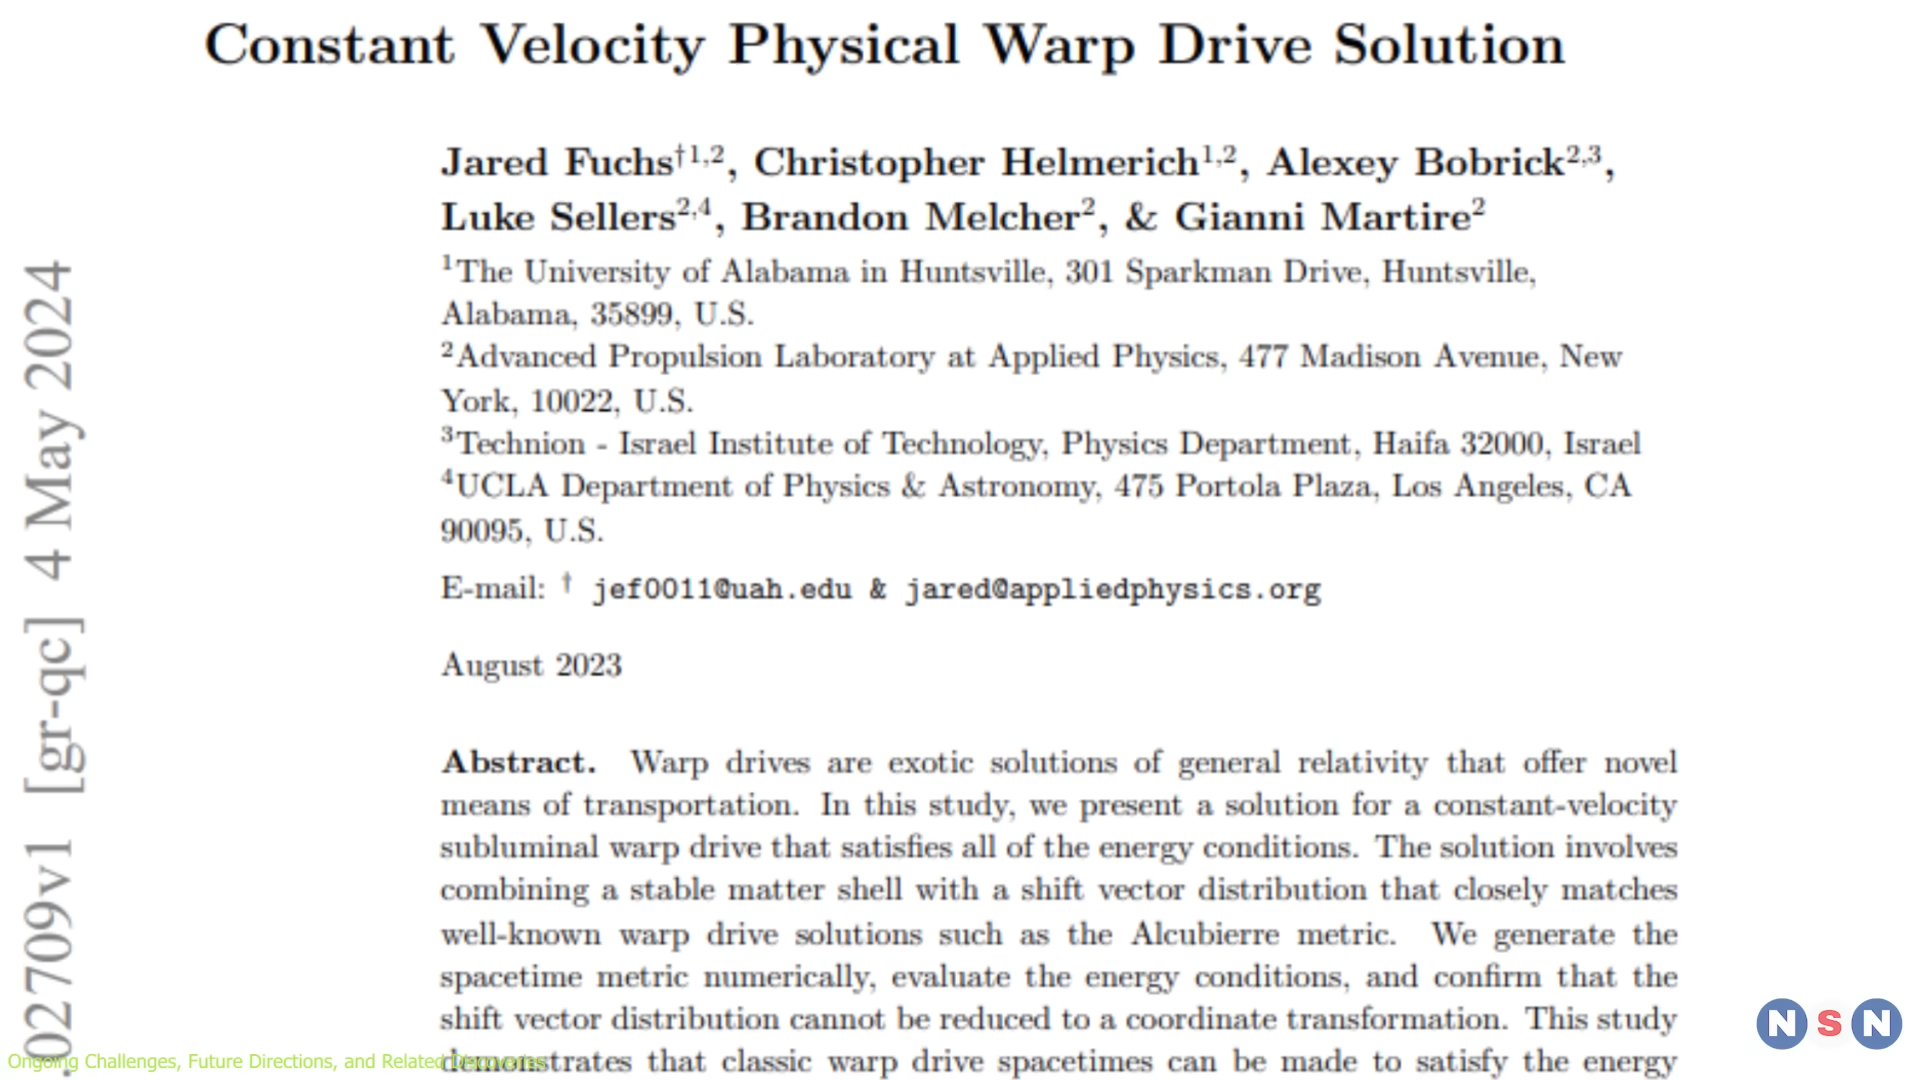 Constant Velocity Physical Warp Drive Solution
Jared Fuchs†1,2, Christopher Helmerich1,2, Alexey Bobrick2,3,
Luke Sellers2,4, Brandon Melcher2, & Gianni Martire2
1The University of Alabama in Huntsville, 301 Sparkman Drive, Huntsville,
Alabama, 35899, U.S.
2Advanced Propulsion Laboratory at Applied Physics, 477 Madison Avenue, New
York, 10022, U.S.
3Technion - Israel Institute of Technology, Physics Department, Haifa 32000, Israel
4UCLA Department of Physics & Astronomy, 475 Portola Plaza, Los Angeles, CA
90095, U.S.
E-mail: † jef0011@uah.edu & jared@appliedphysics.org
August 2023
Abstract. Warp drives are exotic solutions of general relativity that offer novel
means of transportation. In this study, we present a solution for a constant-velocity
subluminal warp drive that satisfies all of the energy conditions. The solution involves
combining a stable matter shell with a shift vector distribution that closely matches
well-known warp drive solutions such as the Alcubierre metric. We generate the
spacetime metric numerically, evaluate the energy conditions, and confirm that the
shift vector distribution cannot be reduced to a coordinate transformation. This study
demonstrates that classic warp drive spacetimes can be made to satisfy the energy
.02709v1 [gr-qc] 4 May 2024
Ongoing Challenges, Future Directions, and Related Discoveries
N S N